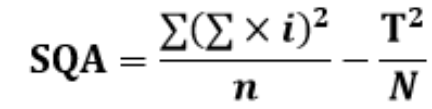 SQA = Σ(Σ × i)² / n − T² / N